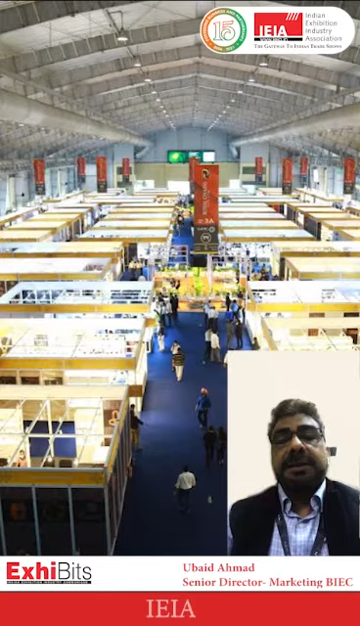 15
IEIA
Indian
Exhibition
Industry
Association
The Gateway To Indian Trade Shows
3A
ExhiBits
Ubaid Ahmad
Senior Director- Marketing BIEC
IEIA